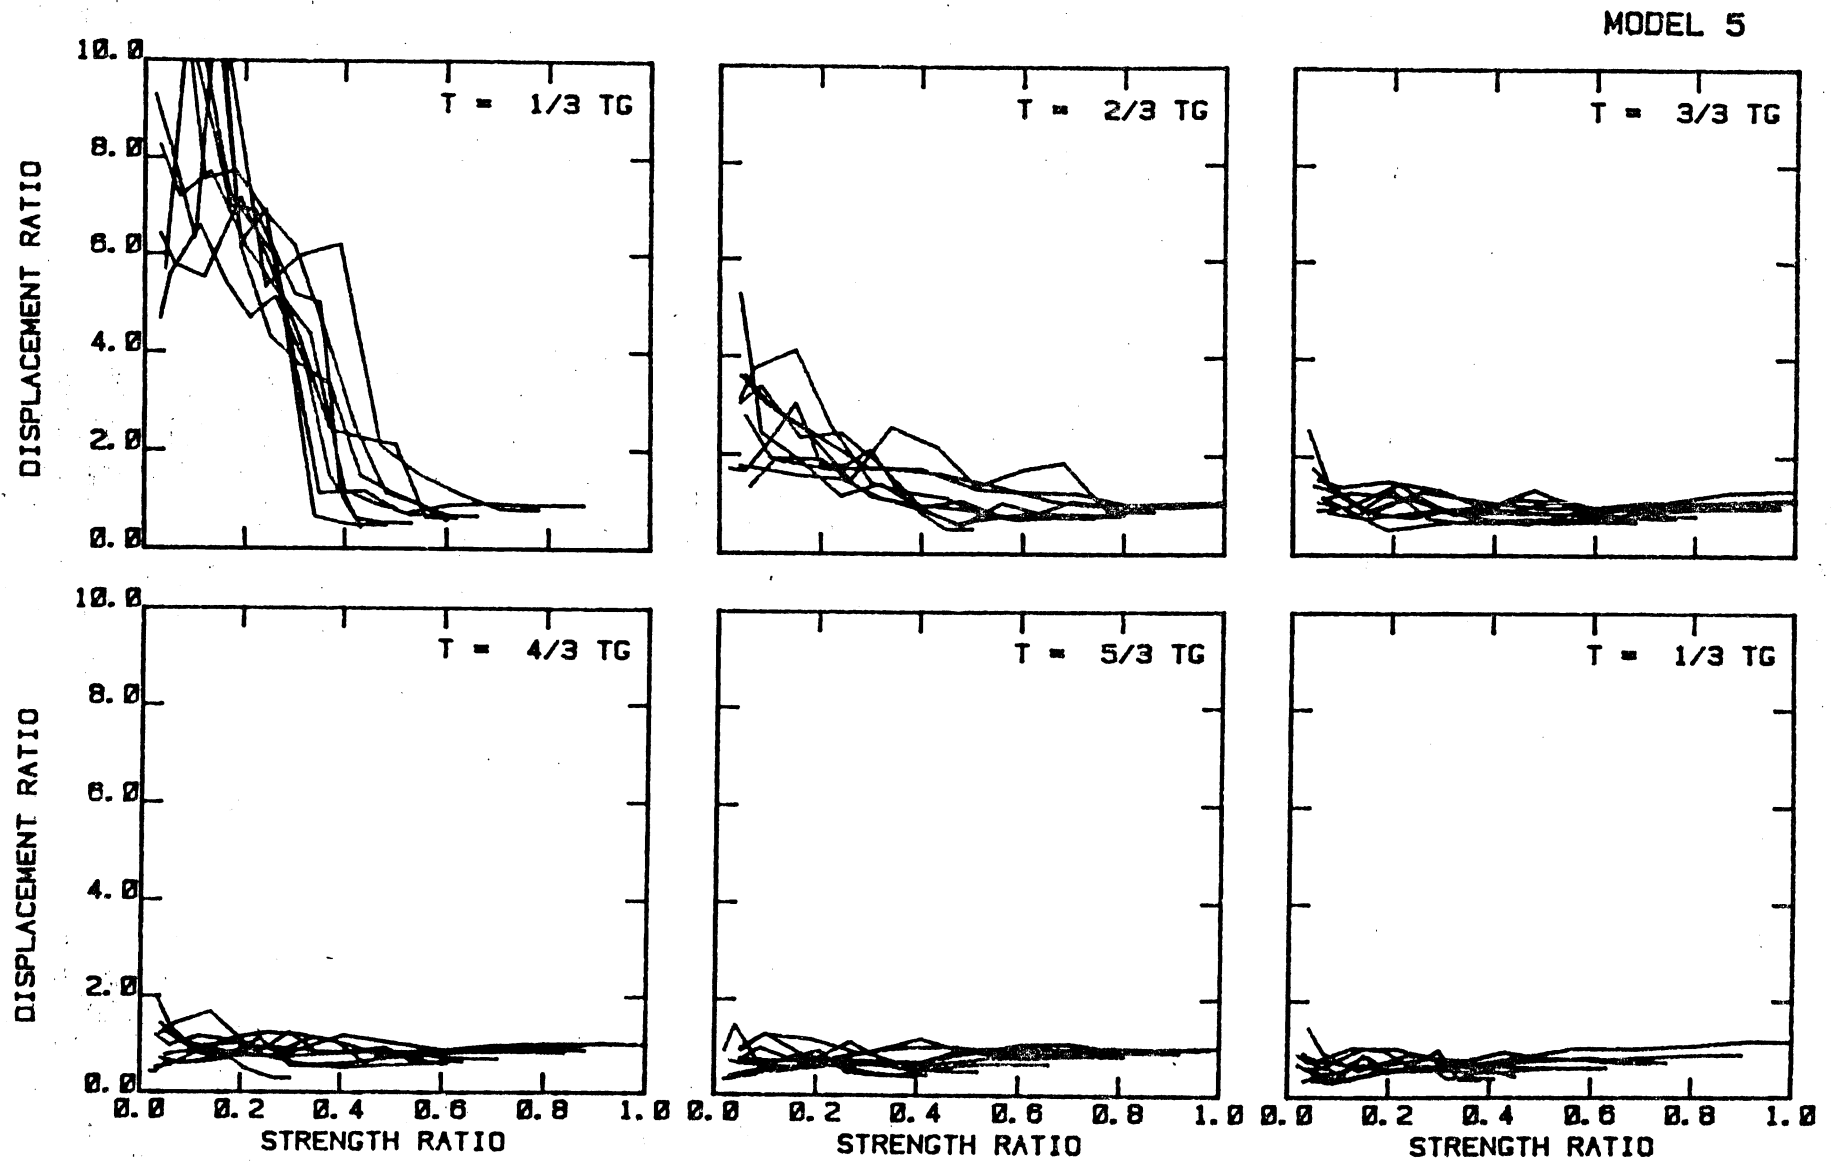 MODEL 5
10.0
8.0
6.0
4.0
2.0
0.0
DISPLACEMENT RATIO
T = 1/3 TG
T = 2/3 TG
T = 3/3 TG
10.0
8.0
6.0
4.0
2.0
0.0
DISPLACEMENT RATIO
T = 4/3 TG
T = 5/3 TG
T = 1/3 TG
0.0 0.2 0.4 0.6 0.8 1.0
0.0 0.2 0.4 0.6 0.8 1.0
0.0 0.2 0.4 0.6 0.8 1.0
STRENGTH RATIO
STRENGTH RATIO
STRENGTH RATIO